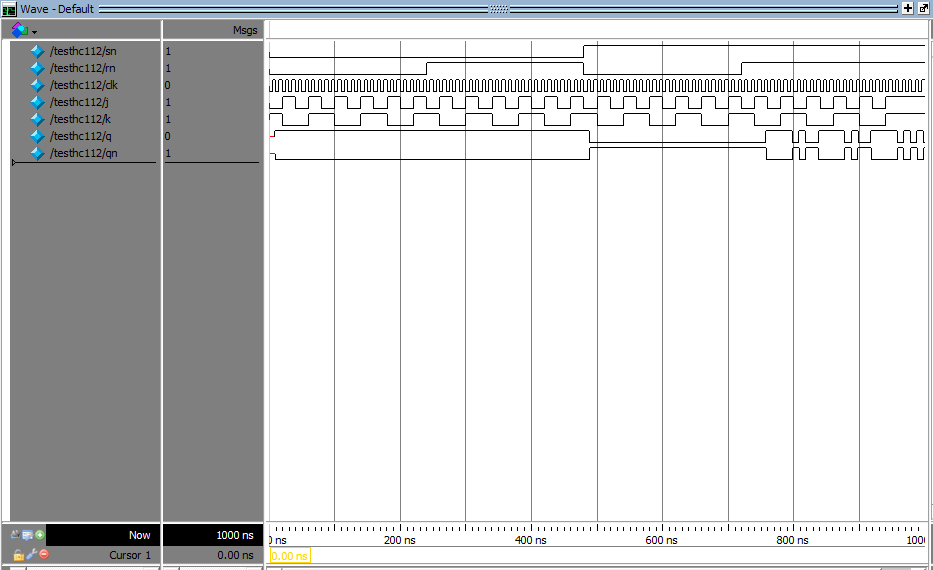 Wave - Default
Msgs
/testhc112/sn 1
/testhc112/rn 1
/testhc112/clk 0
/testhc112/j 1
/testhc112/k 1
/testhc112/q 0
/testhc112/qn 1
Now 1000 ns
Cursor 1 0.00 ns
ns 200 ns 400 ns 600 ns 800 ns 100
0.00 ns